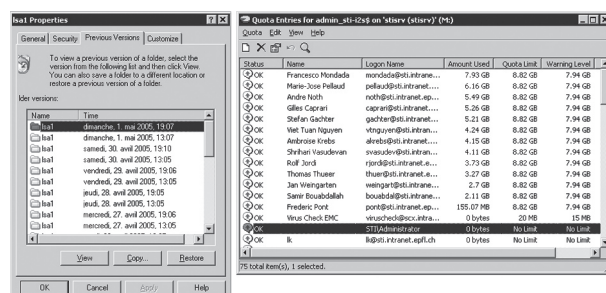 lsa1 Properties
General Security Previous Versions Customize
To view a previous version of a folder, select the
version from the following list and then click View.
You can also save a folder to a different location or
restore a previous version of a folder.
lder versions:
Name Time
lsa1 dimanche, 1. mai 2005, 19:07
lsa1 dimanche, 1. mai 2005, 13:07
lsa1 samedi, 30. avril 2005, 19:10
lsa1 samedi, 30. avril 2005, 13:05
lsa1 vendredi, 29. avril 2005, 19:06
lsa1 vendredi, 29. avril 2005, 13:05
lsa1 jeudi, 28. avril 2005, 19:05
lsa1 jeudi, 28. avril 2005, 13:05
lsa1 mercredi, 27. avril 2005, 19:06
lsa1 mercredi, 27. avril 2005, 13:05
View Copy... Restore
OK Cancel Apply Help
Quota Entries for admin_sti-i2s$ on 'stisrv (stisrv)' (M:)
Quota Edit View Help
Status Name Logon Name Amount Used Quota Limit Warning Level
OK Francesco Mondada mondada@sti.intrane... 7.93 GB 8.82 GB 7.94 GB
OK Marie-Jose Pellaud pellaud@sti.intranet.... 6.16 GB 8.82 GB 7.94 GB
OK Andre Noth noth@sti.intranet.ep... 5.49 GB 8.82 GB 7.94 GB
OK Gilles Caprari caprari@sti.intranet.... 5.26 GB 8.82 GB 7.94 GB
OK Stefan Gachter gachter@sti.intranet.... 5.21 GB 8.82 GB 7.94 GB
OK Viet Tuan Nguyen vtnguyen@sti.intran... 4.24 GB 8.82 GB 7.94 GB
OK Ambroise Krebs akrebs@sti.intranet.... 4.15 GB 8.82 GB 7.94 GB
OK Shrihari Vasudevan svasudev@sti.intran... 4.11 GB 8.82 GB 7.94 GB
OK Rolf Jordi rjordi@sti.intranet.e... 3.73 GB 8.82 GB 7.94 GB
OK Thomas Thueer thuer@sti.intranet.e... 3.27 GB 8.82 GB 7.94 GB
OK Jan Weingarten weingart@sti.intrane... 2.7 GB 8.82 GB 7.94 GB
OK Samir Bouabdallah bouabdal@sti.intrane... 2.11 GB 8.82 GB 7.94 GB
OK Frederic Pont pont@sti.intranet.ep... 155.07 MB 8.82 GB 7.94 GB
OK Virus Check EMC viruscheck@scx.intra... 0 bytes 20 MB 15 MB
OK STI\Administrator 0 bytes No Limit No Limit
OK lk lk@sti.intranet.epfl.ch 0 bytes No Limit No Limit
75 total item(s), 1 selected.